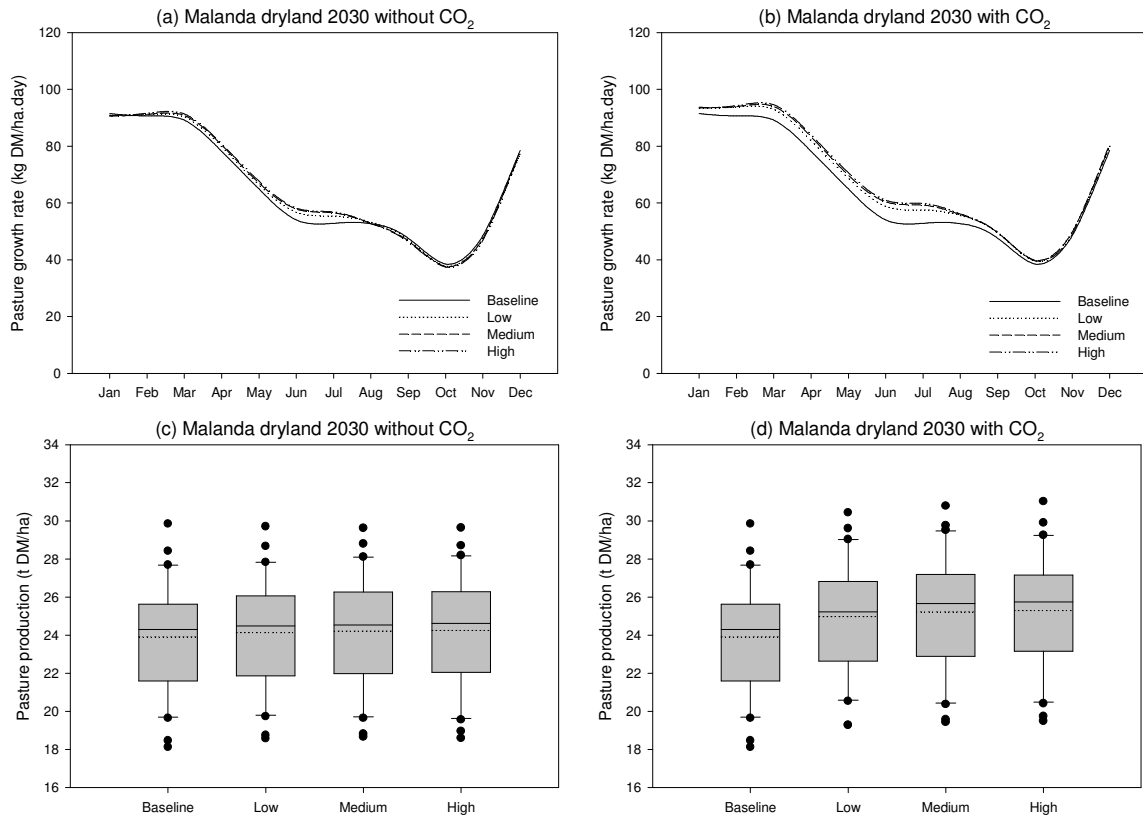 (a) Malanda dryland 2030 without CO₂
Pasture growth rate (kg DM/ha.day)
120
100
80
60
40
20
0
Baseline
Low
Medium
High
Jan Feb Mar Apr May Jun Jul Aug Sep Oct Nov Dec
(b) Malanda dryland 2030 with CO₂
Pasture growth rate (kg DM/ha.day)
120
100
80
60
40
20
0
Baseline
Low
Medium
High
Jan Feb Mar Apr May Jun Jul Aug Sep Oct Nov Dec
(c) Malanda dryland 2030 without CO₂
Pasture production (t DM/ha)
34
32
30
28
26
24
22
20
18
16
Baseline Low Medium High
(d) Malanda dryland 2030 with CO₂
Pasture production (t DM/ha)
34
32
30
28
26
24
22
20
18
16
Baseline Low Medium High